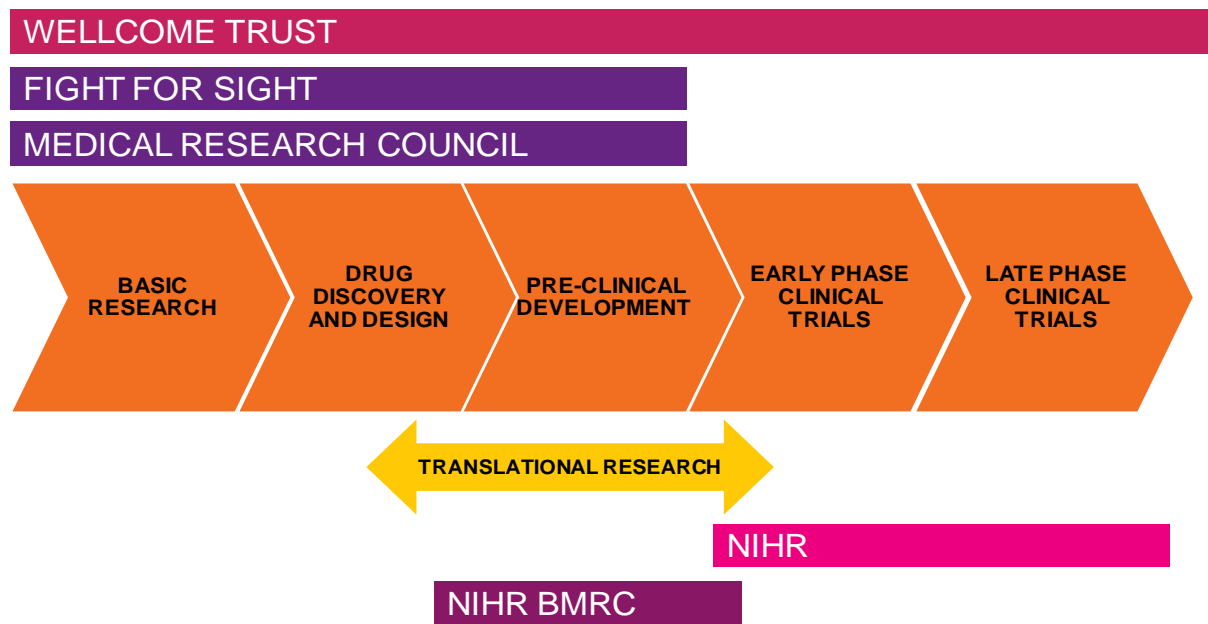 WELLCOME TRUST
FIGHT FOR SIGHT
MEDICAL RESEARCH COUNCIL
BASIC
RESEARCH
DRUG
DISCOVERY
AND DESIGN
PRE-CLINICAL
DEVELOPMENT
EARLY PHASE
CLINICAL
TRIALS
LATE PHASE
CLINICAL
TRIALS
TRANSLATIONAL RESEARCH
NIHR
NIHR BMRC